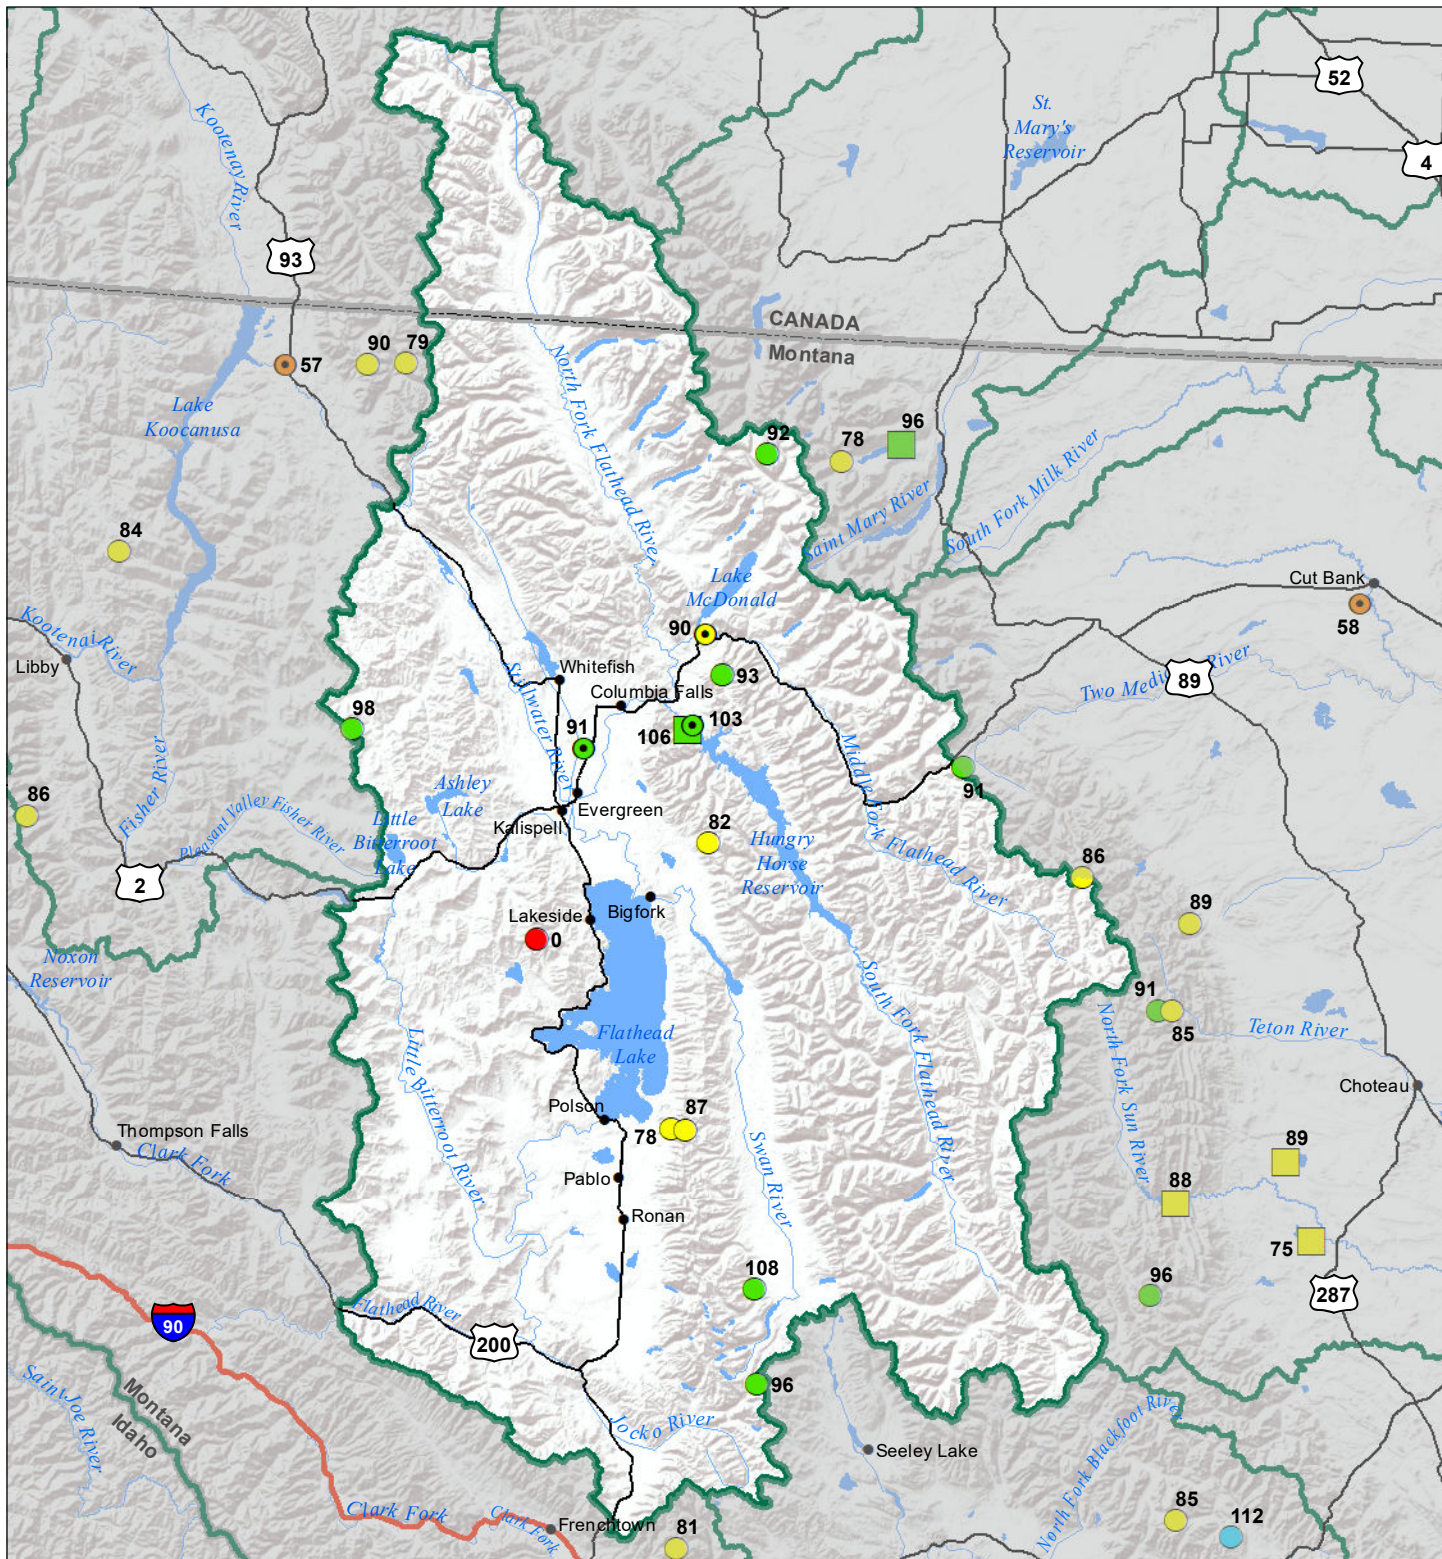 52
4
St.
Mary's
Reservoir
Kootenay River
93
CANADA
Montana
90
79
57
Lake
Koocanusa
North Fork Flathead River
92
78
96
Saint Mary River
South Fork Milk River
84
Cut Bank
58
Lake
McDonald
90
Kootenai River
Libby
Whitefish
Columbia Falls
93
Stillwater River
Two Medicine River
89
98
91
106
103
Middle Fork Flathead River
91
Fisher River
Ashley
Lake
86
Pleasant Valley Fisher River
Little
Bitterroot
Lake
Evergreen
Kalispell
82
Hungry
Horse
Reservoir
2
86
Lakeside
Bigfork
89
0
Noxon
Reservoir
South Fork Flathead River
91
85
North Fork Sun River
Teton River
Flathead
Lake
Little Bitterroot River
Choteau
Polson
87
78
Thompson Falls
Clark Fork
Swan River
89
Pablo
88
Ronan
75
108
96
287
90
Flathead River
200
96
Saint Joe River
Montana
Idaho
Jocko River
Seeley Lake
North Fork Blackfoot River
Clark Fork
Clark Fork
Frenchtown
81
85
112